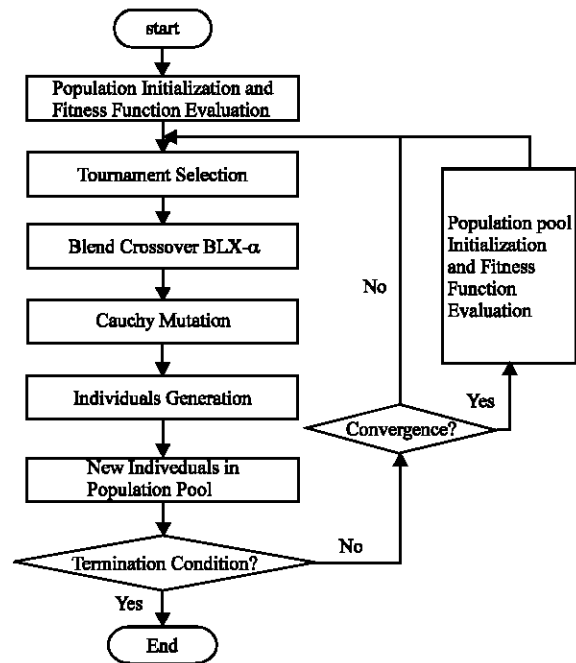 start
Population Initialization and
Fitness Function Evaluation
Tournament Selection
Blend Crossover BLX-α
Cauchy Mutation
Individuals Generation
New Indiveduals in
Population Pool
Termination Condition?
Yes
End
No
Convergence?
No
Yes
Population pool
Initialization
and Fitness
Function
Evaluation